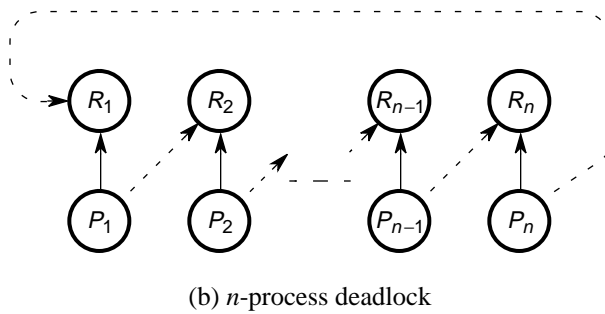 R₁ R₂ Rₙ₋₁ Rₙ
P₁ P₂ Pₙ₋₁ Pₙ
(b) n-process deadlock